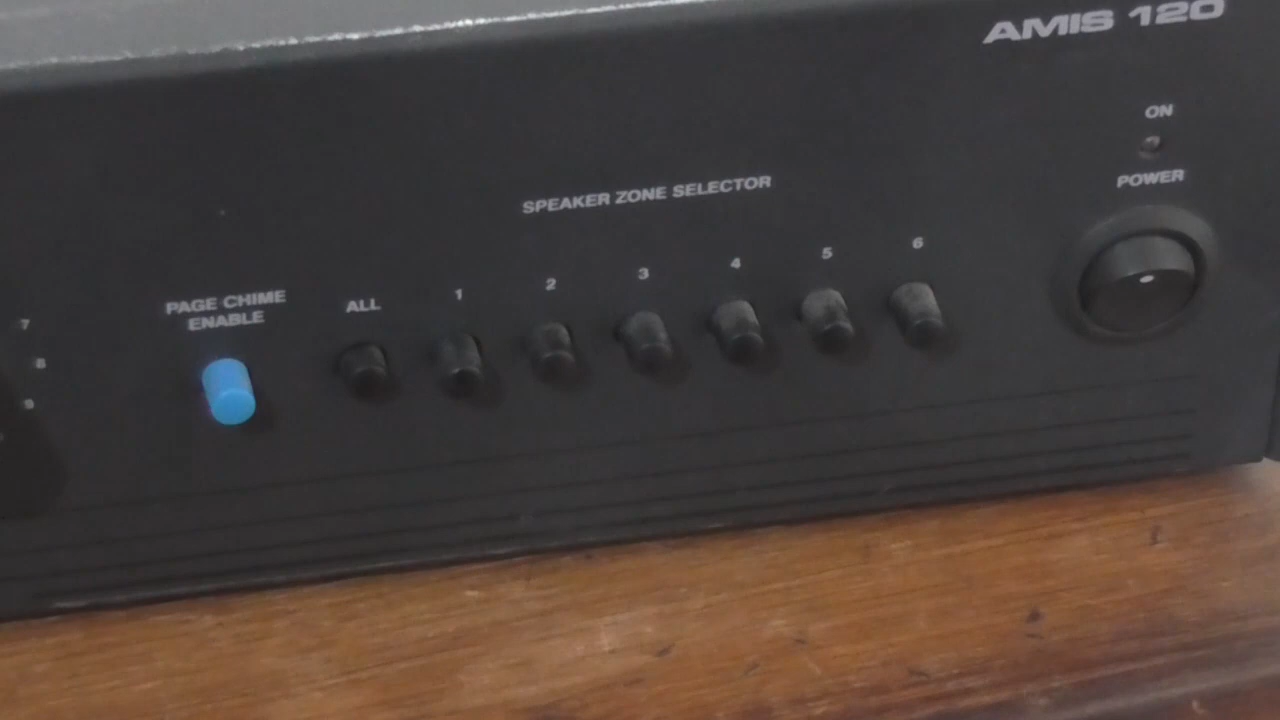 AMIS 120
ON
POWER
SPEAKER ZONE SELECTOR
PAGE CHIME
ENABLE
ALL
1
2
3
4
5
6
7
8
9